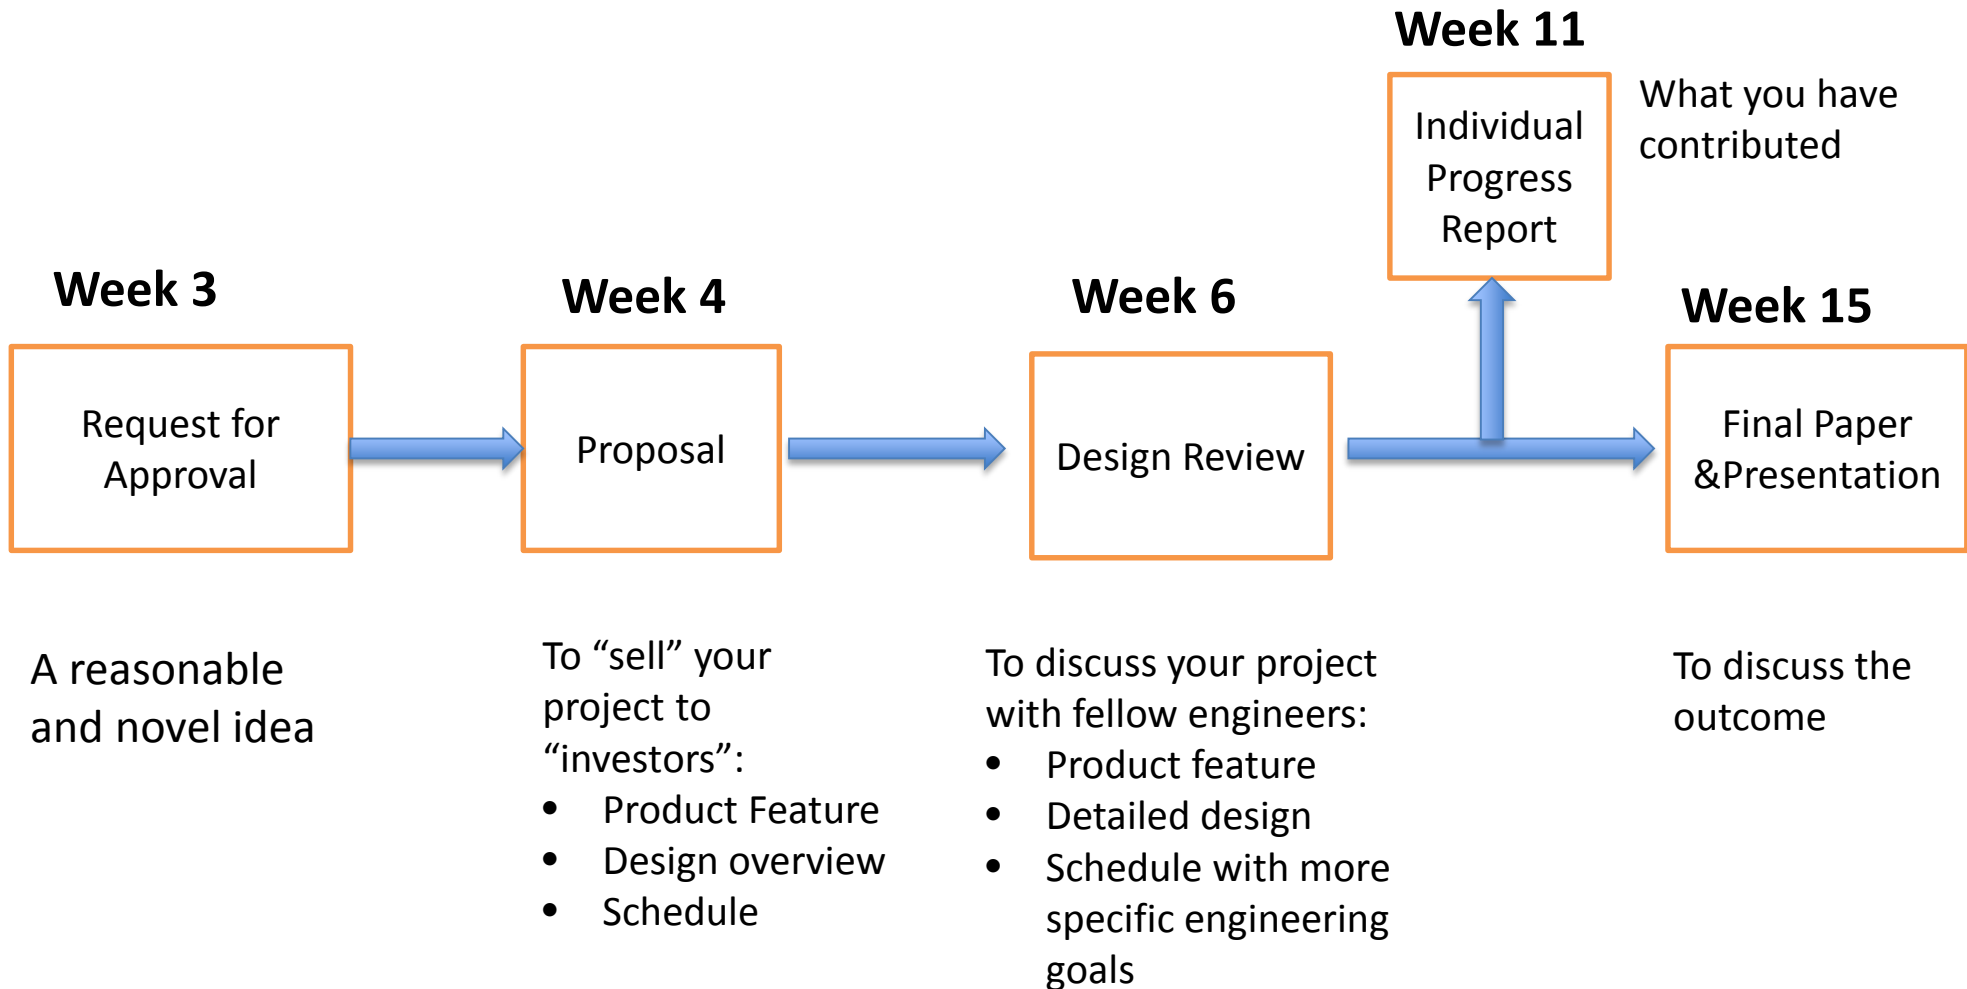 Week 3
Request for
Approval
A reasonable
and novel idea
Week 4
Proposal
To “sell” your
project to
“investors”:
• Product Feature
• Design overview
• Schedule
Week 6
Design Review
To discuss your project
with fellow engineers:
• Product feature
• Detailed design
• Schedule with more
specific engineering
goals
Week 11
Individual
Progress
Report
What you have
contributed
Week 15
Final Paper
&Presentation
To discuss the
outcome